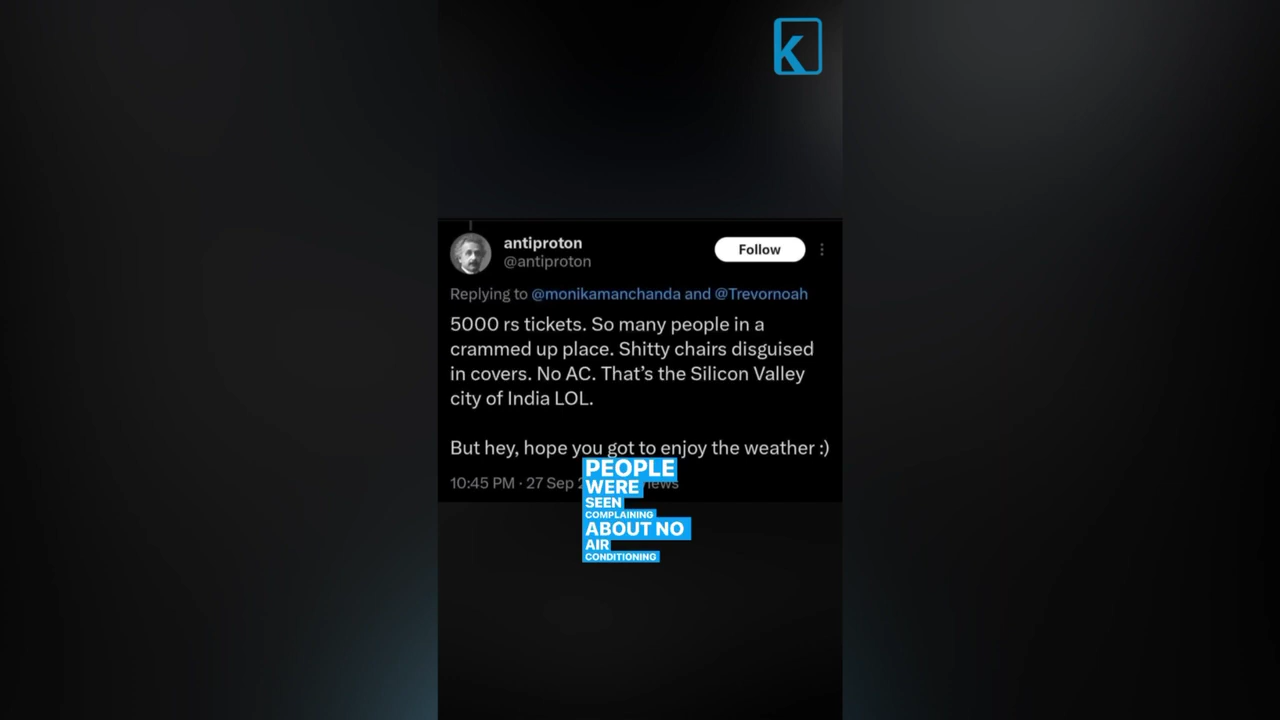 K
antiproton
@antiproton
Follow
Replying to @monikamanchanda and @Trevornoah
5000 rs tickets. So many people in a
crammed up place. Shitty chairs disguised
in covers. No AC. That's the Silicon Valley
city of India LOL.
But hey, hope you got to enjoy the weather :)
10:45 PM · 27 Sep
PEOPLE
WERE
SEEN
COMPLAINING
ABOUT NO
AIR
CONDITIONING